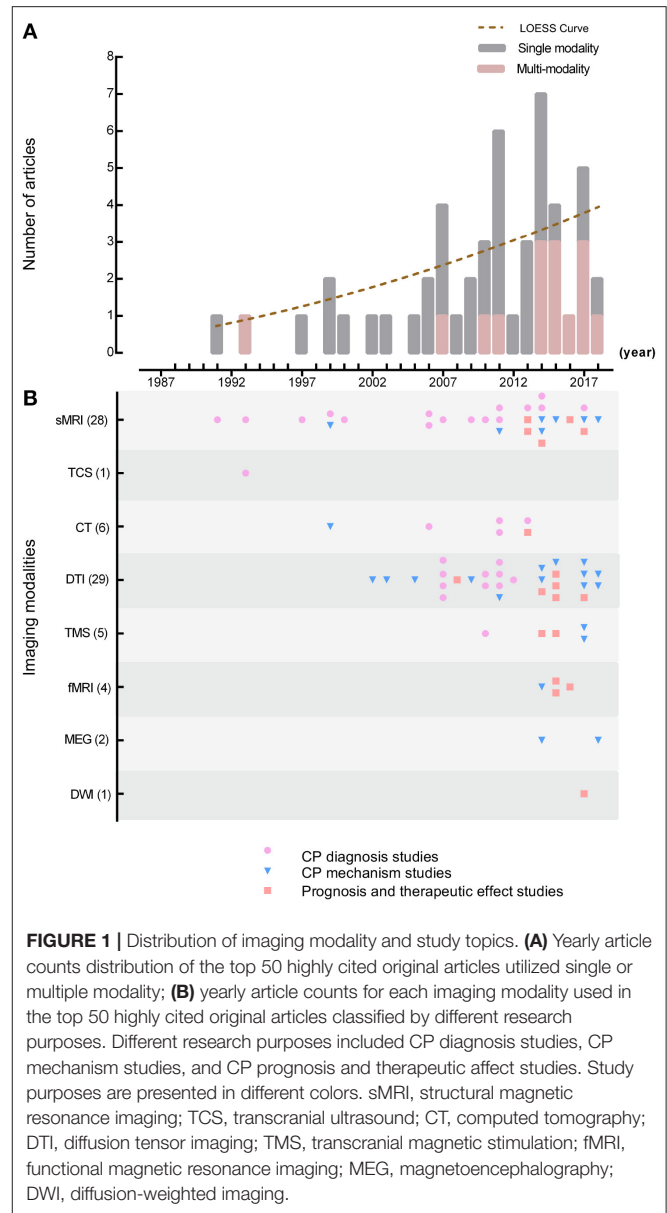 A
LOESS Curve
Single modality
Multi-modality
8
7
6
5
4
3
2
1
0
Number of articles
(year)
1987 1992 1997 2002 2007 2012 2017
B
sMRI (28)
TCS (1)
CT (6)
DTI (29)
TMS (5)
fMRI (4)
MEG (2)
DWI (1)
Imaging modalities
CP diagnosis studies
CP mechanism studies
Prognosis and therapeutic effect studies
FIGURE 1 | Distribution of imaging modality and study topics. (A) Yearly article
counts distribution of the top 50 highly cited original articles utilized single or
multiple modality; (B) yearly article counts for each imaging modality used in
the top 50 highly cited original articles classified by different research
purposes. Different research purposes included CP diagnosis studies, CP
mechanism studies, and CP prognosis and therapeutic affect studies. Study
purposes are presented in different colors. sMRI, structural magnetic
resonance imaging; TCS, transcranial ultrasound; CT, computed tomography;
DTI, diffusion tensor imaging; TMS, transcranial magnetic stimulation; fMRI,
functional magnetic resonance imaging; MEG, magnetoencephalography;
DWI, diffusion-weighted imaging.